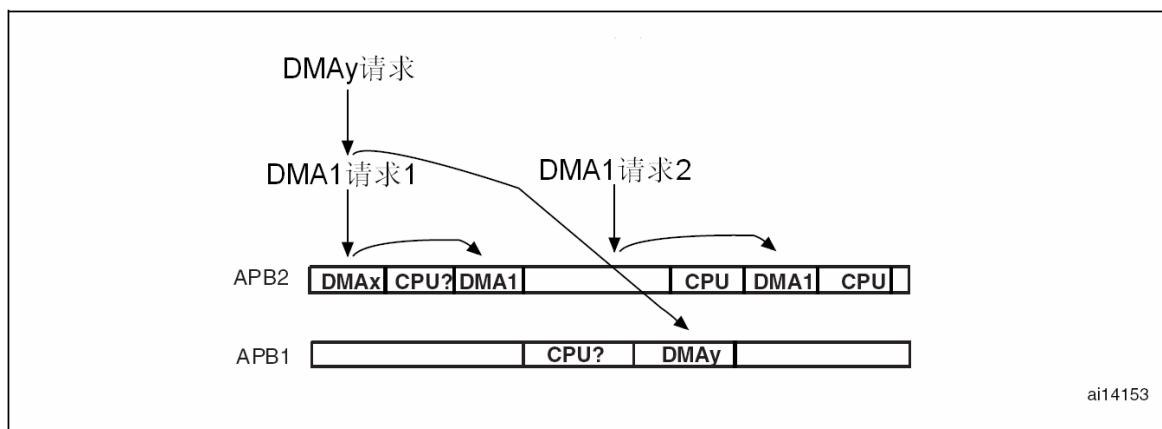 DMAy请求
DMA1请求1 DMA1请求2
APB2 DMAx CPU? DMA1 CPU DMA1 CPU
APB1 CPU? DMAy
ai14153